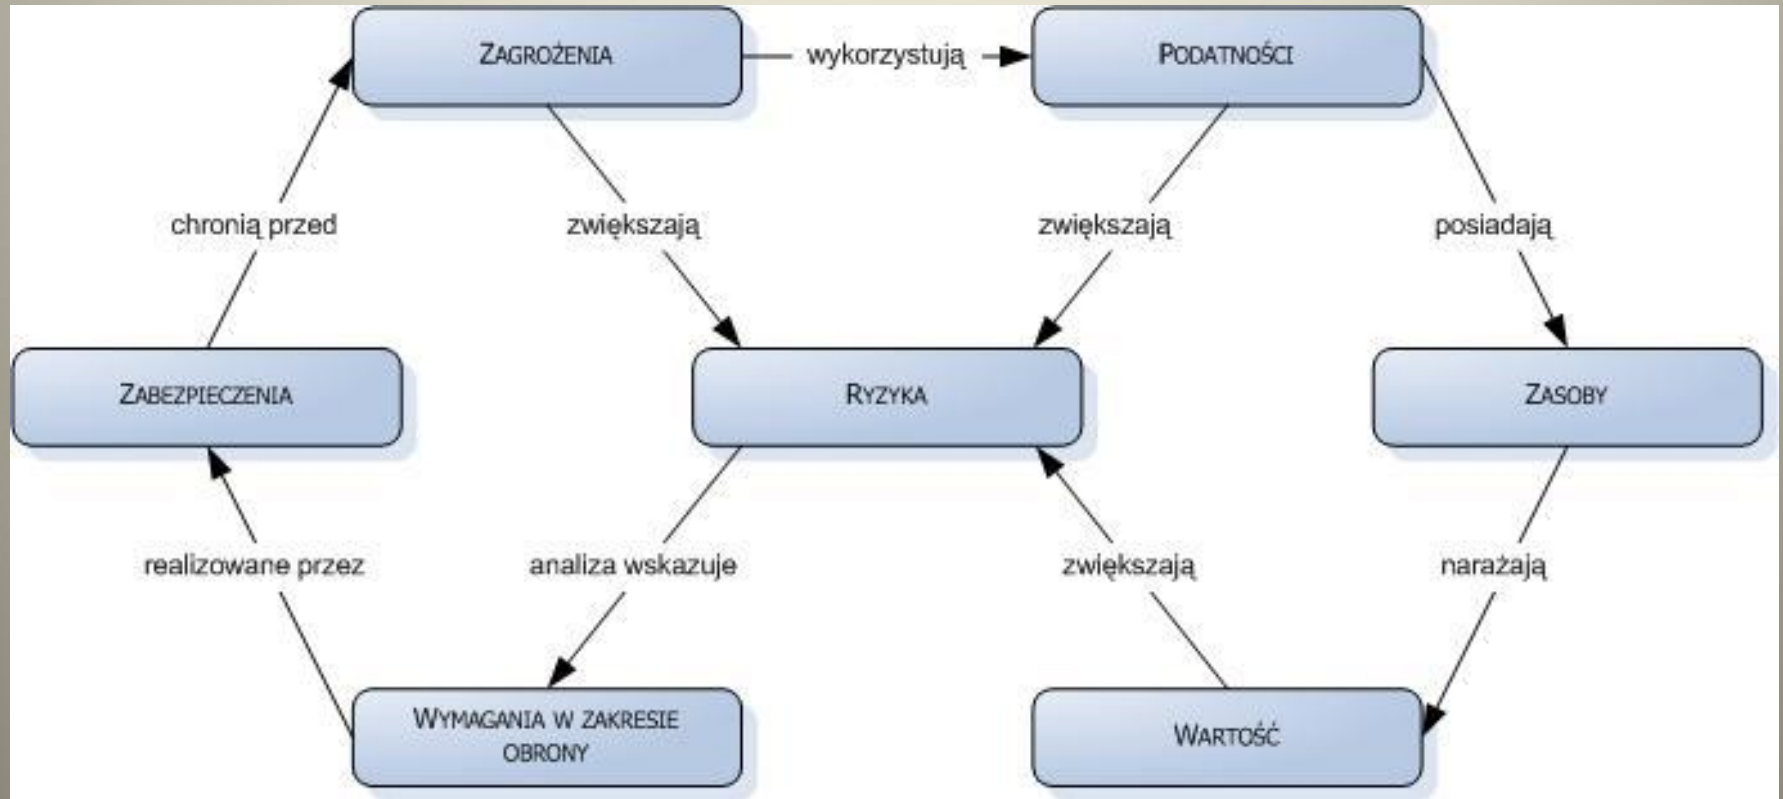 ZAGROŻENIA
wykorzystują
PODATNOŚCI
chronią przed
zwiększają
zwiększają
posiadają
ZABEZPIECZENIA
RYZYKA
ZASOBY
realizowane przez
analiza wskazuje
zwiększają
narażają
WYMAGANIA W ZAKRESIE
OBRONY
WARTOŚĆ